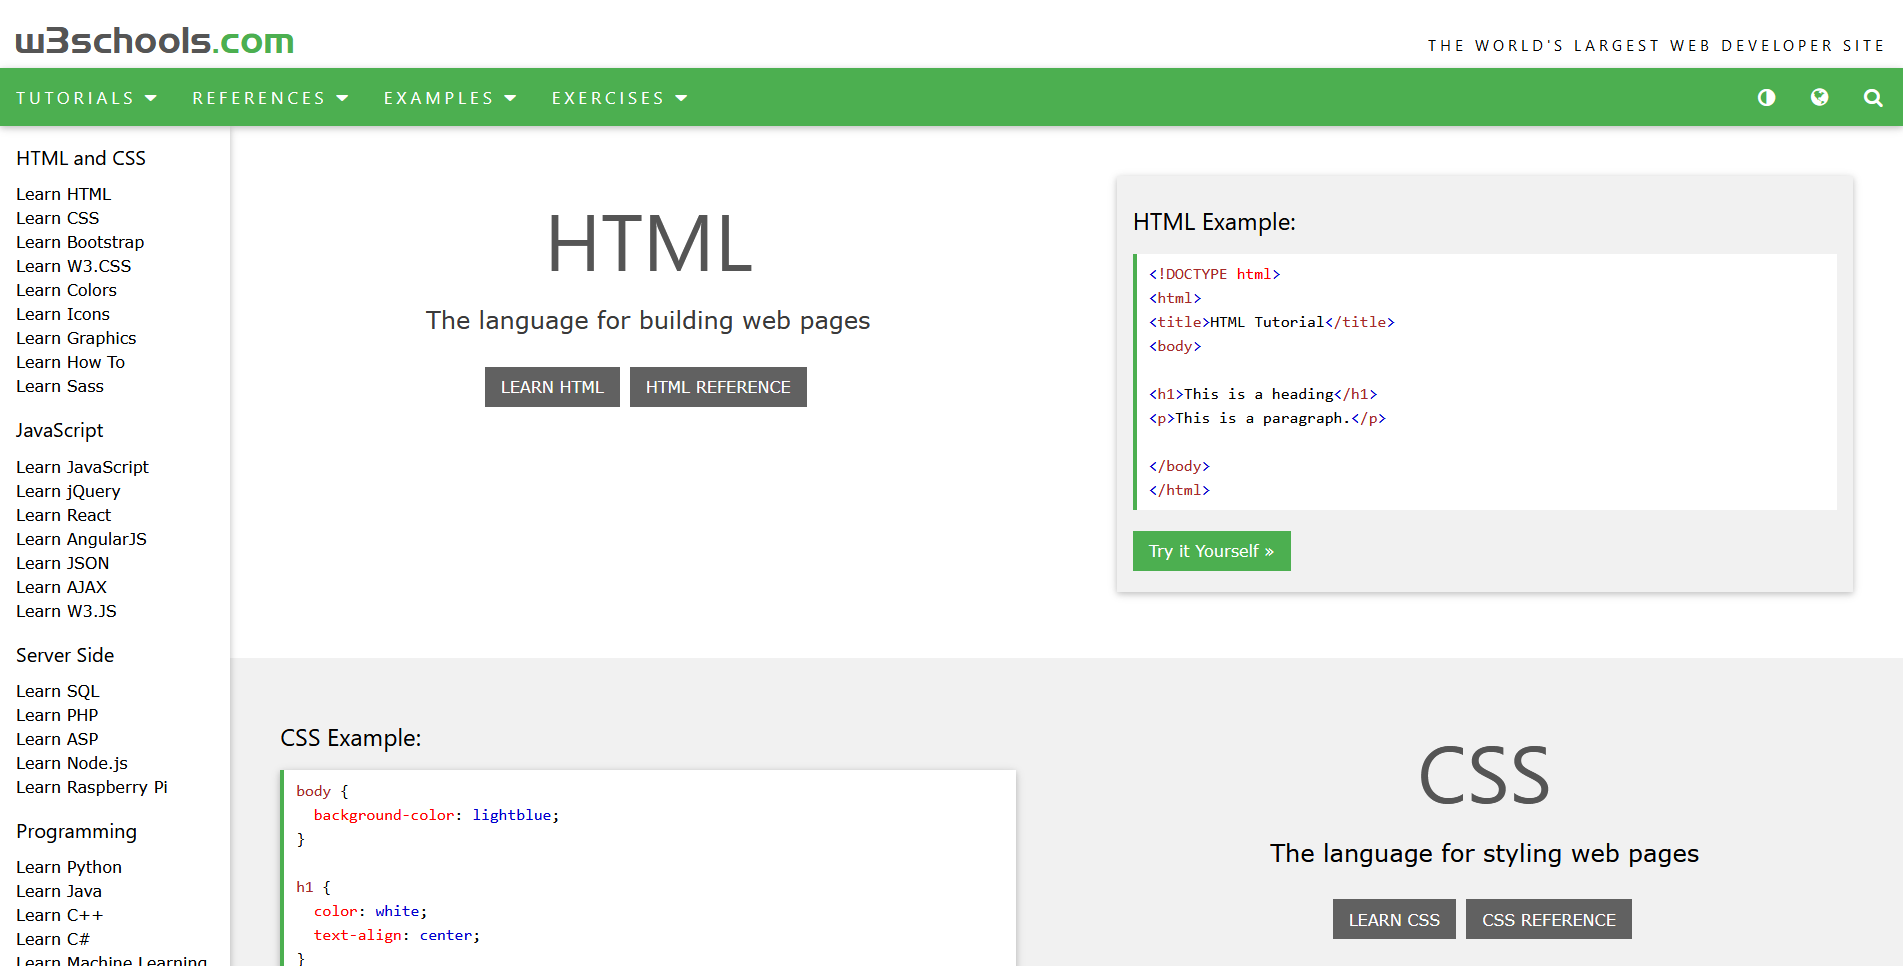 w3schools.com
THE WORLD'S LARGEST WEB DEVELOPER SITE
TUTORIALS REFERENCES EXAMPLES EXERCISES
HTML and CSS
Learn HTML
Learn CSS
Learn Bootstrap
Learn W3.CSS
Learn Colors
Learn Icons
Learn Graphics
Learn How To
Learn Sass
JavaScript
Learn JavaScript
Learn jQuery
Learn React
Learn AngularJS
Learn JSON
Learn AJAX
Learn W3.JS
Server Side
Learn SQL
Learn PHP
Learn ASP
Learn Node.js
Learn Raspberry Pi
Programming
Learn Python
Learn Java
Learn C++
Learn C#
Learn Machine Learning
HTML
The language for building web pages
LEARN HTML HTML REFERENCE
HTML Example:
<!DOCTYPE html>
<html>
<title>HTML Tutorial</title>
<body>
<h1>This is a heading</h1>
<p>This is a paragraph.</p>
</body>
</html>
Try it Yourself »
CSS Example:
body {
background-color: lightblue;
}
h1 {
color: white;
text-align: center;
}
CSS
The language for styling web pages
LEARN CSS CSS REFERENCE